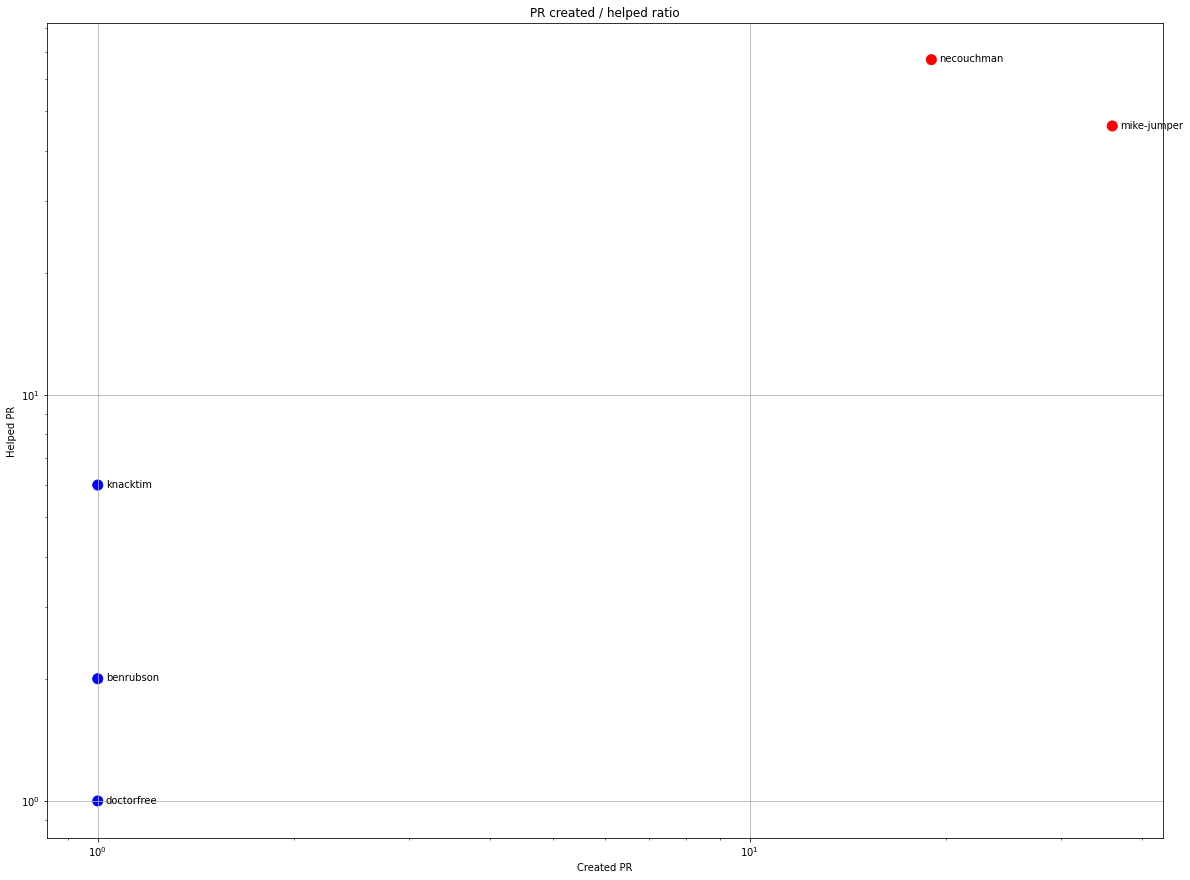 PR created / helped ratio
necouchman
mike-jumper
10¹
Helped PR
knacktim
benrubson
doctorfree
10⁰
10⁰
10¹
Created PR